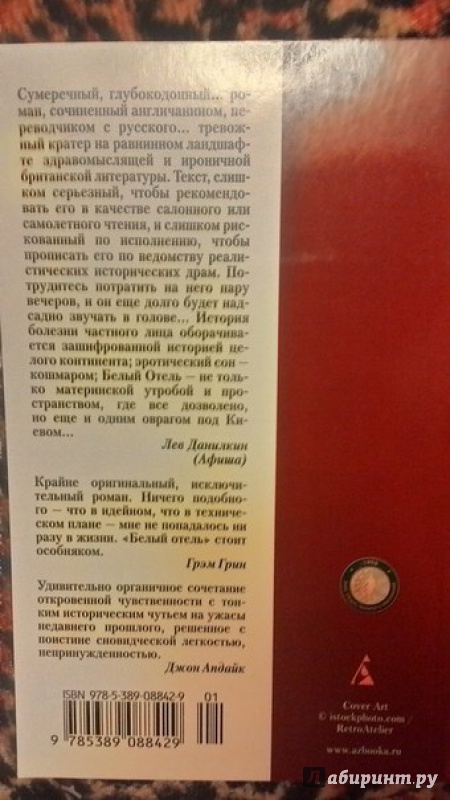 Сумеречный, глубокодонный... ро-
ман, сочиненный англичанином, пе-
реводчиком с русского... тревож-
ный кратер на равнинном ландшаф-
те здравомыслящей и ироничной
британской литературы. Текст, слиш-
ком серьезный, чтобы рекомендо-
вать его в качестве салонного или
самолетного чтения, и слишком рис-
кованный по исполнению, чтобы
прописать его по ведомству реали-
стических исторических драм. По-
трудитесь потратить на него пару
вечеров, и он еще долго будет над-
садно звучать в голове... История
болезни частного лица оборачива-
ется зашифрованной историей це-
лого континента; эротический сон —
кошмаром; Белый Отель — не толь-
ко материнской утробой и про-
странством, где все дозволено,
но еще и одним оврагом под Ки-
евом...
Лев Данилкин
(Афиша)
Крайне оригинальный, исключи-
тельный роман. Ничего подобно-
го — что в идейном, что в техниче-
ском плане — мне не попадалось ни
разу в жизни. «Белый отель» стоит
особняком.
Грэм Грин
Удивительно органичное сочетание
откровенной чувственности с тон-
ким историческим чутьем на ужасы
недавнего прошлого, решенное с
поистине сновидческой легкостью,
непринужденностью.
Джон Апдайк
ISBN 978-5-389-08842-9 01
9 785389 088429
Cover Art
© istockphoto.com /
RetroAtelier
www.azbooka.ru
Лабиринт.ру